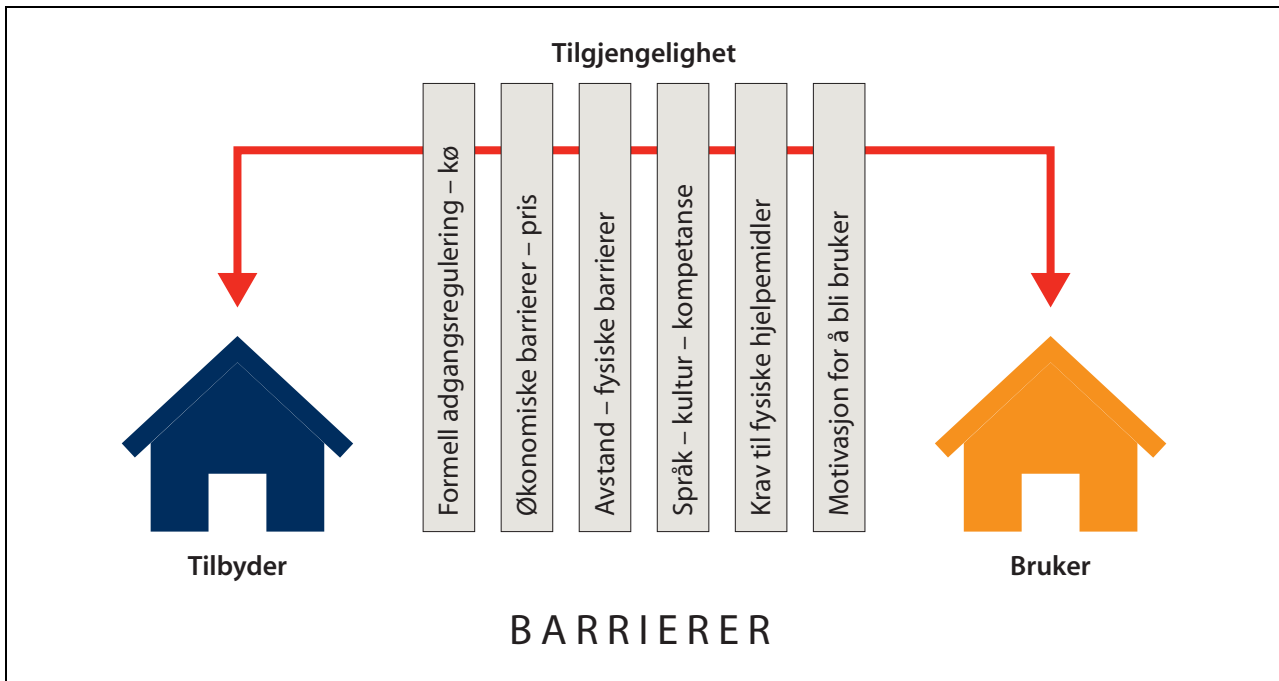 Tilgjengelighet
Formell adgangsregulering – kø
Økonomiske barrierer – pris
Avstand – fysiske barrierer
Språk – kultur – kompetanse
Krav til fysiske hjelpemidler
Motivasjon for å bli bruker
Tilbyder
Bruker
BARRIERER